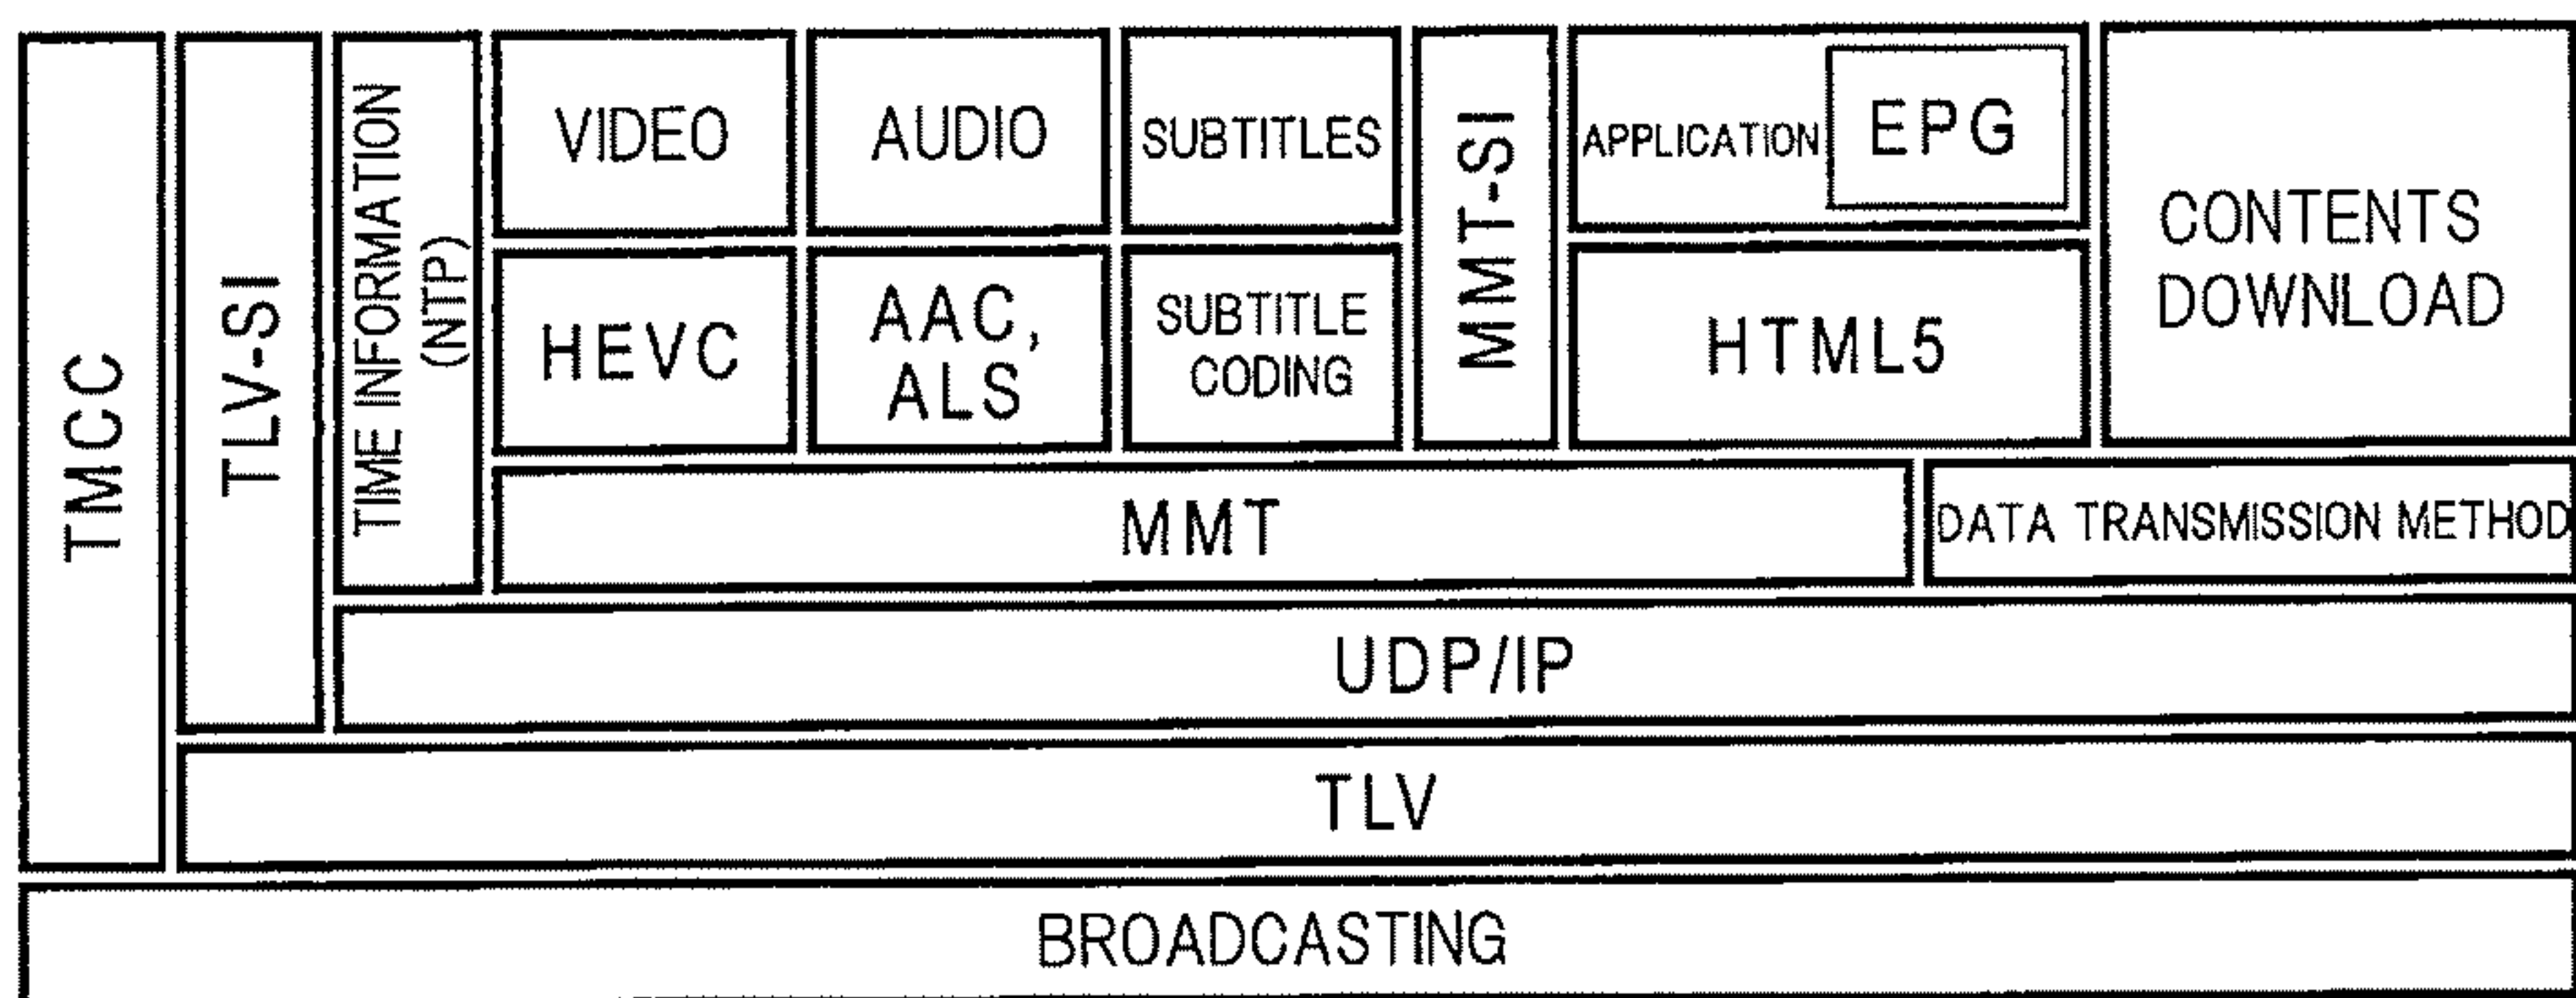 TMCC
TLV-SI
TIME INFORMATION
(NTP)
VIDEO
AUDIO
SUBTITLES
MMT-SI
APPLICATION
EPG
CONTENTS
DOWNLOAD
HEVC
AAC,
ALS
SUBTITLE
CODING
HTML5
MMT
DATA TRANSMISSION METHOD
UDP/IP
TLV
BROADCASTING